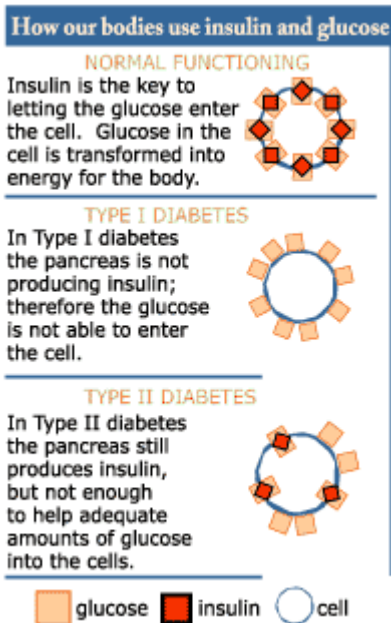 How our bodies use insulin and glucose
NORMAL FUNCTIONING
Insulin is the key to
letting the glucose enter
the cell. Glucose in the
cell is transformed into
energy for the body.
TYPE I DIABETES
In Type I diabetes
the pancreas is not
producing insulin;
therefore the glucose
is not able to enter
the cell.
TYPE II DIABETES
In Type II diabetes
the pancreas still
produces insulin,
but not enough
to help adequate
amounts of glucose
into the cells.
glucose insulin cell